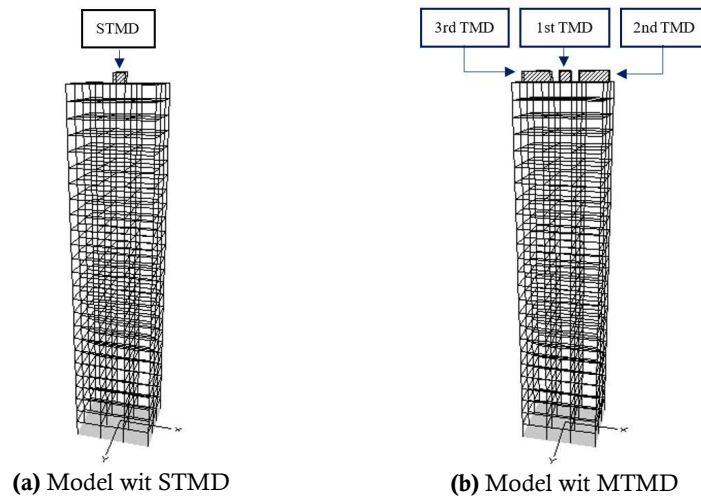 STMD
3rd TMD
1st TMD
2nd TMD
X
Y
X
Y
(a) Model wit STMD
(b) Model wit MTMD